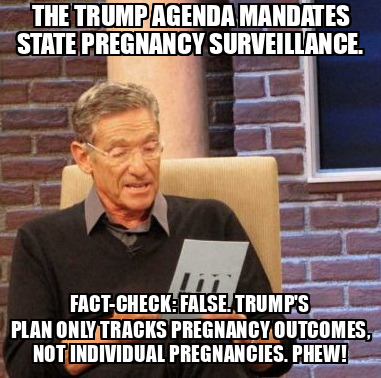 THE TRUMP AGENDA MANDATES
STATE PREGNANCY SURVEILLANCE.
FACT-CHECK: FALSE. TRUMP'S
PLAN ONLY TRACKS PREGNANCY OUTCOMES,
NOT INDIVIDUAL PREGNANCIES. PHEW!